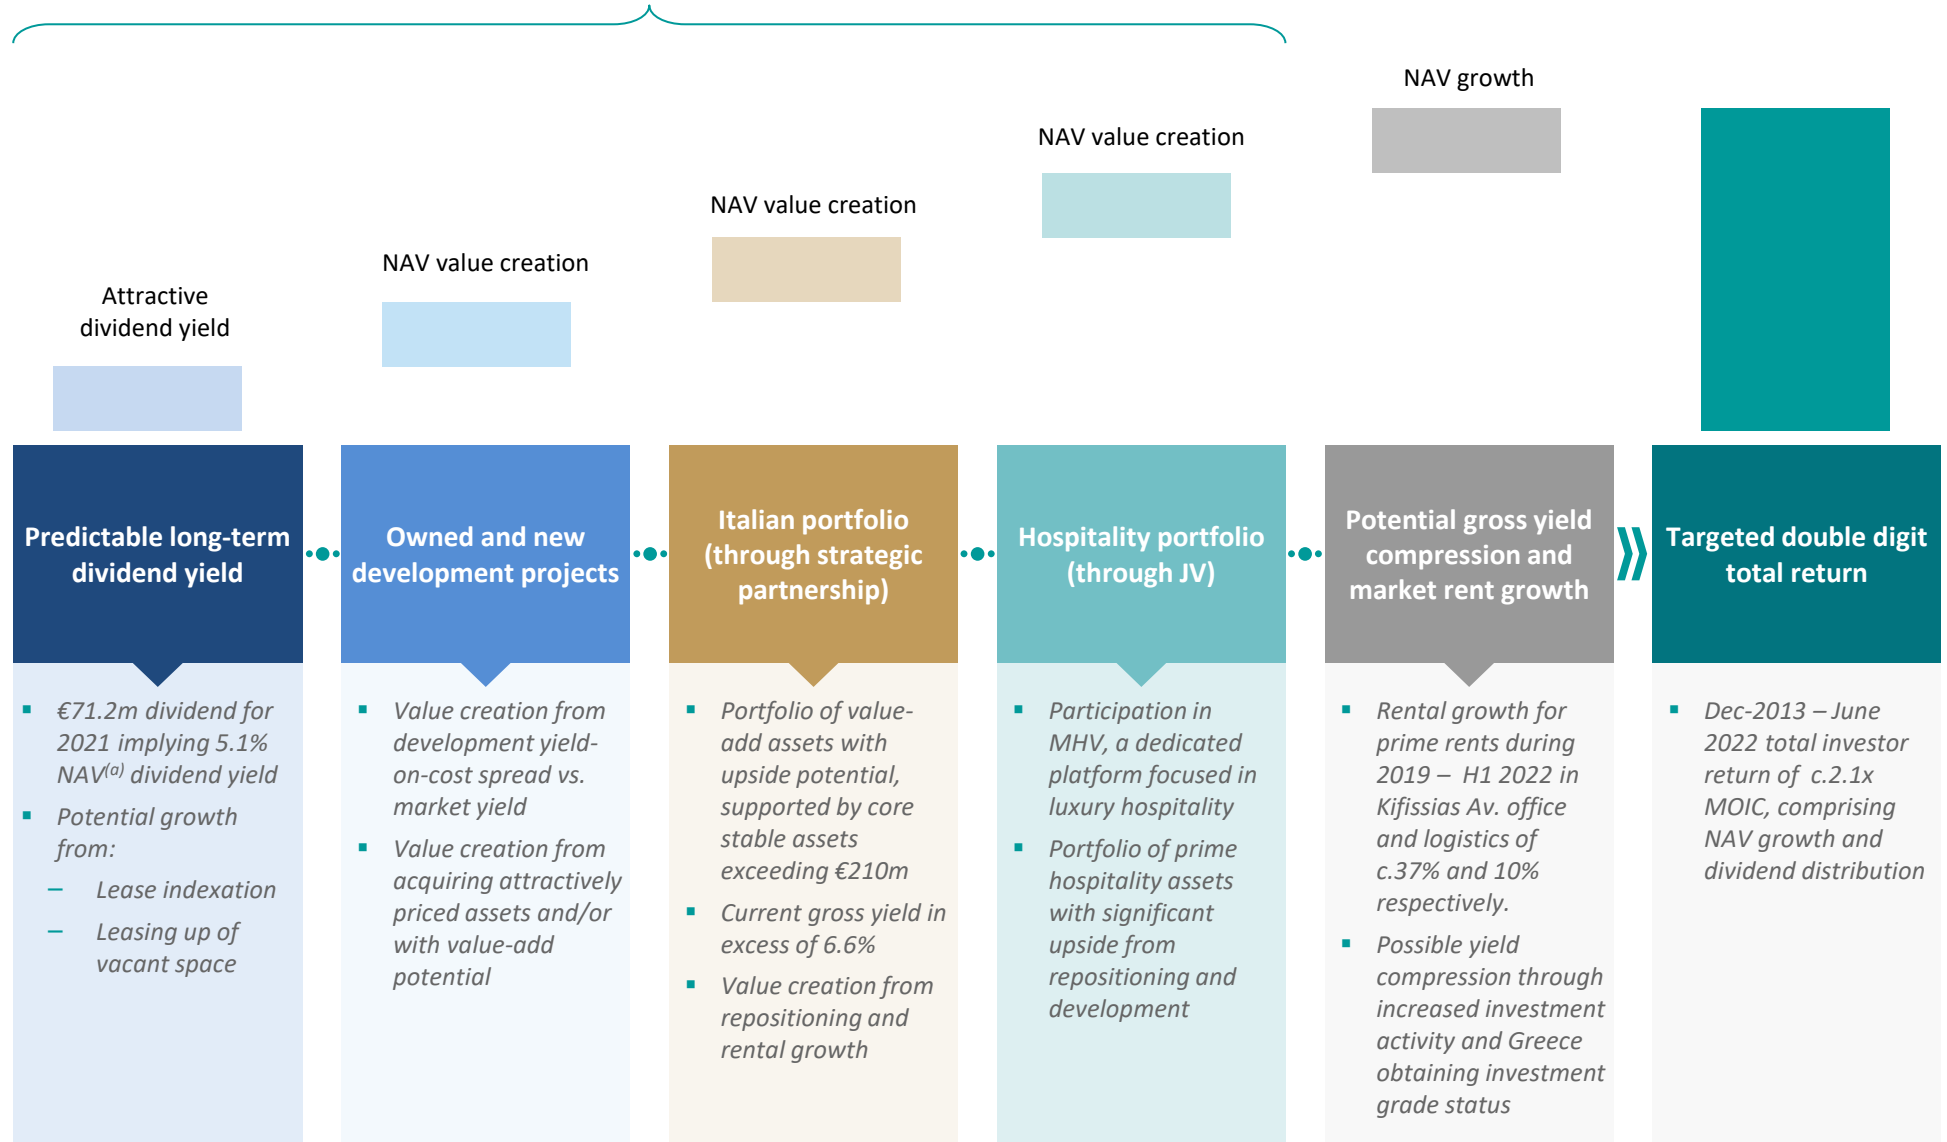 NAV growth
NAV value creation
NAV value creation
NAV value creation
Attractive
dividend yield
Predictable long-term
dividend yield
Owned and new
development projects
Italian portfolio
(through strategic
partnership)
Hospitality portfolio
(through JV)
Potential gross yield
compression and
market rent growth
Targeted double digit
total return
▪ €71.2m dividend for
2021 implying 5.1%
NAV(a) dividend yield
▪ Potential growth
from:
– Lease indexation
– Leasing up of
vacant space
▪ Value creation from
development yield-
on-cost spread vs.
market yield
▪ Value creation from
acquiring attractively
priced assets and/or
with value-add
potential
▪ Portfolio of value-
add assets with
upside potential,
supported by core
stable assets
exceeding €210m
▪ Current gross yield in
excess of 6.6%
▪ Value creation from
repositioning and
rental growth
▪ Participation in
MHV, a dedicated
platform focused in
luxury hospitality
▪ Portfolio of prime
hospitality assets
with significant
upside from
repositioning and
development
▪ Rental growth for
prime rents during
2019 – H1 2022 in
Kifissias Av. office
and logistics of
c.37% and 10%
respectively.
▪ Possible yield
compression through
increased investment
activity and Greece
obtaining investment
grade status
▪ Dec-2013 – June
2022 total investor
return of c.2.1x
MOIC, comprising
NAV growth and
dividend distribution